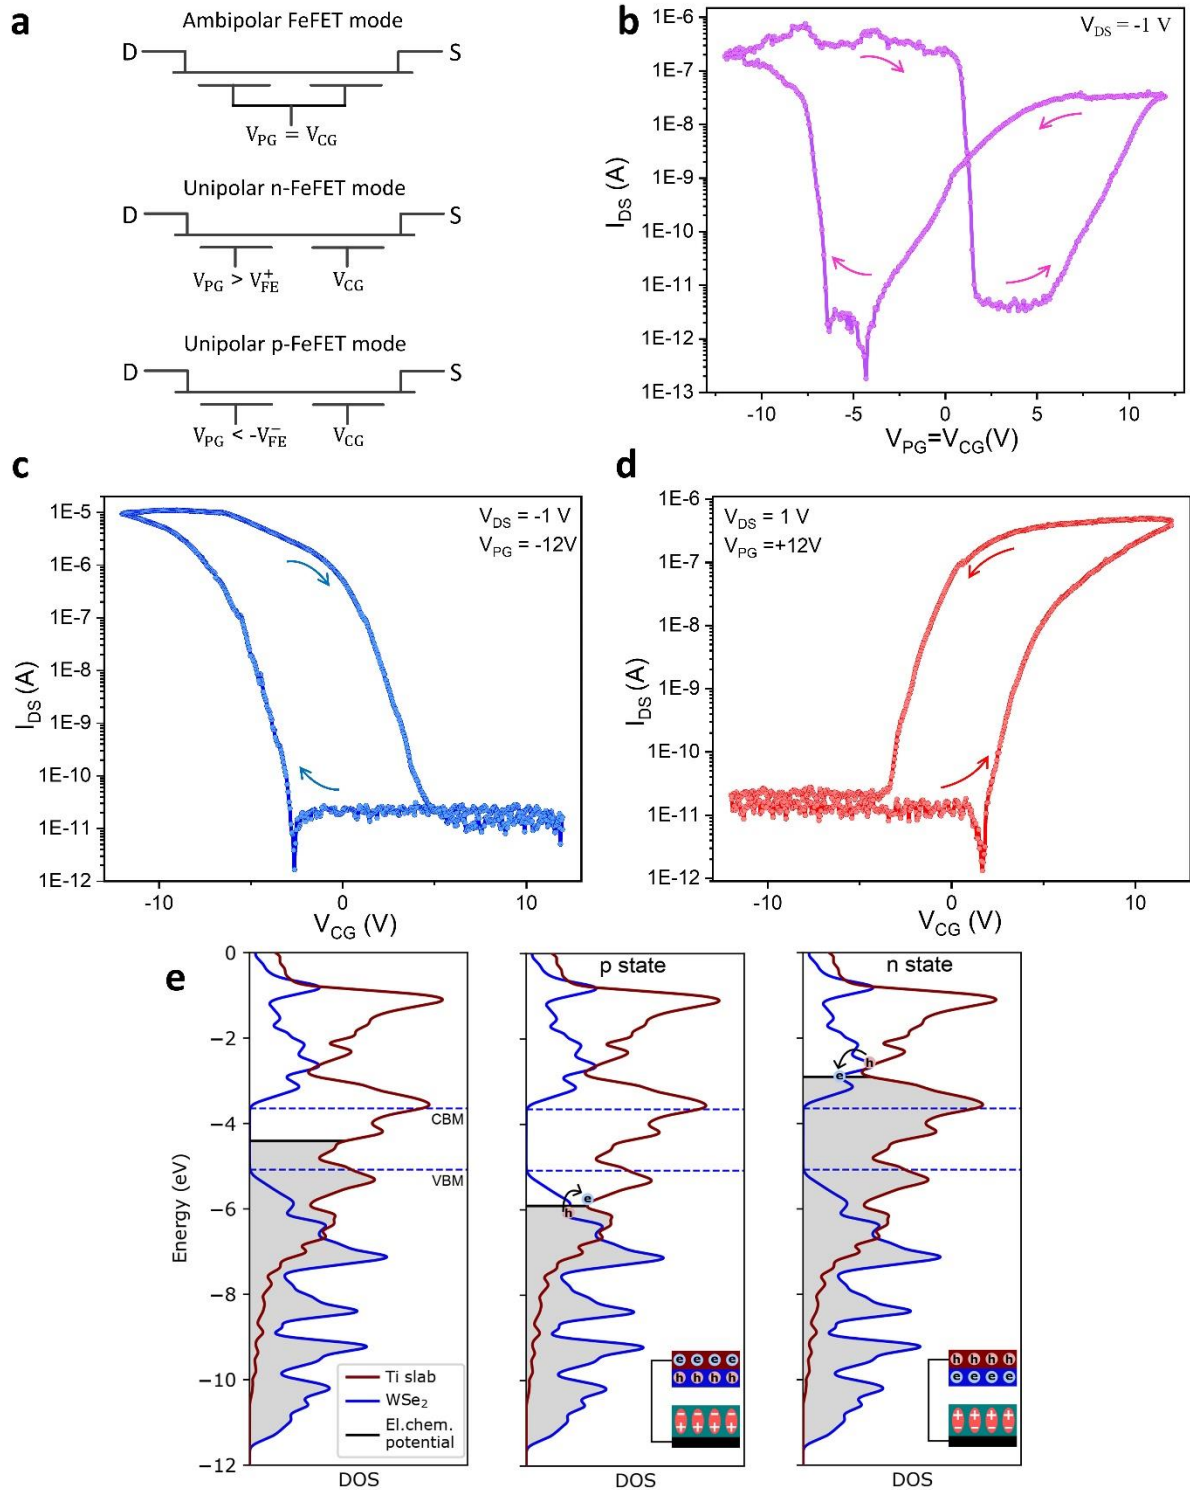 a
Ambipolar FeFET mode
D
S
V_PG = V_CG
Unipolar n-FeFET mode
D
S
V_PG > V_FE^+
V_CG
Unipolar p-FeFET mode
D
S
V_PG < -V_FE^-
V_CG
b
V_DS = -1 V
1E-6
1E-7
1E-8
1E-9
1E-10
1E-11
1E-12
1E-13
I_DS (A)
-10
-5
0
5
10
V_PG=V_CG(V)
c
V_DS = -1 V
V_PG = -12V
1E-5
1E-6
1E-7
1E-8
1E-9
1E-10
1E-11
1E-12
I_DS (A)
-10
0
10
V_CG (V)
d
V_DS = 1 V
V_PG =+12V
1E-6
1E-7
1E-8
1E-9
1E-10
1E-11
1E-12
I_DS (A)
-10
0
10
V_CG (V)
e
0
−2
−4
−6
−8
−10
−12
Energy (eV)
CBM
VBM
Ti slab
WSe₂
El.chem.
potential
DOS
p state
e
h
e e e e
h h h h
− − − −
+ + + +
DOS
n state
h
e
h h h h
e e e e
+ + + +
− − − −
DOS